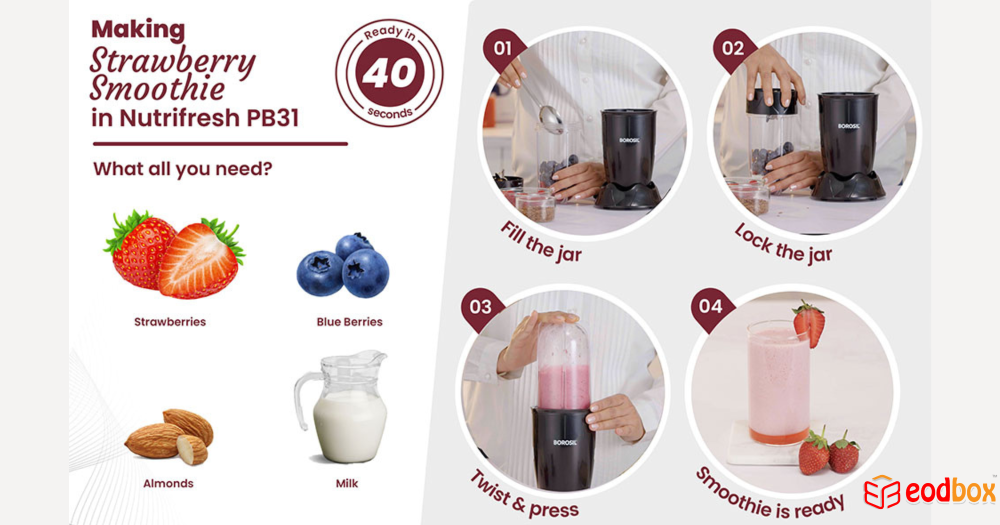 Making
Strawberry
Smoothie
in Nutrifresh PB31
Ready in
40
seconds
What all you need?
Strawberries
Blue Berries
Almonds
Milk
01
BOROSIL
Fill the jar
02
BOROSIL
Lock the jar
03
BOROSIL
Twist & press
04
Smoothie is ready
eodbox™